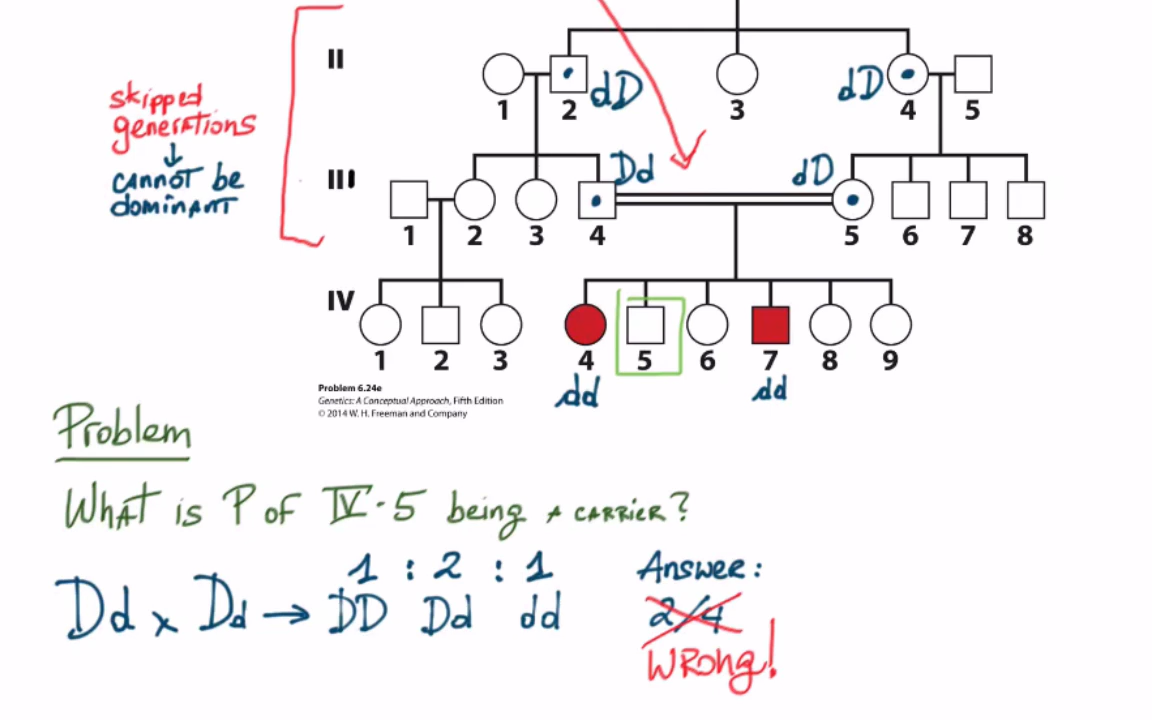 II
1 2 dD 3 dD 4 5
skipped
generations
↓
cannot be
dominant
III
Dd dD
1 2 3 4 5 6 7 8
IV
1 2 3 4 5 6 7 8 9
dd dd
Problem 6.24e
Genetics: A Conceptual Approach, Fifth Edition
© 2014 W. H. Freeman and Company
Problem
What is P of IV-5 being a carrier?
1 : 2 : 1
Dd x Dd → DD Dd dd
Answer:
2/4
Wrong!